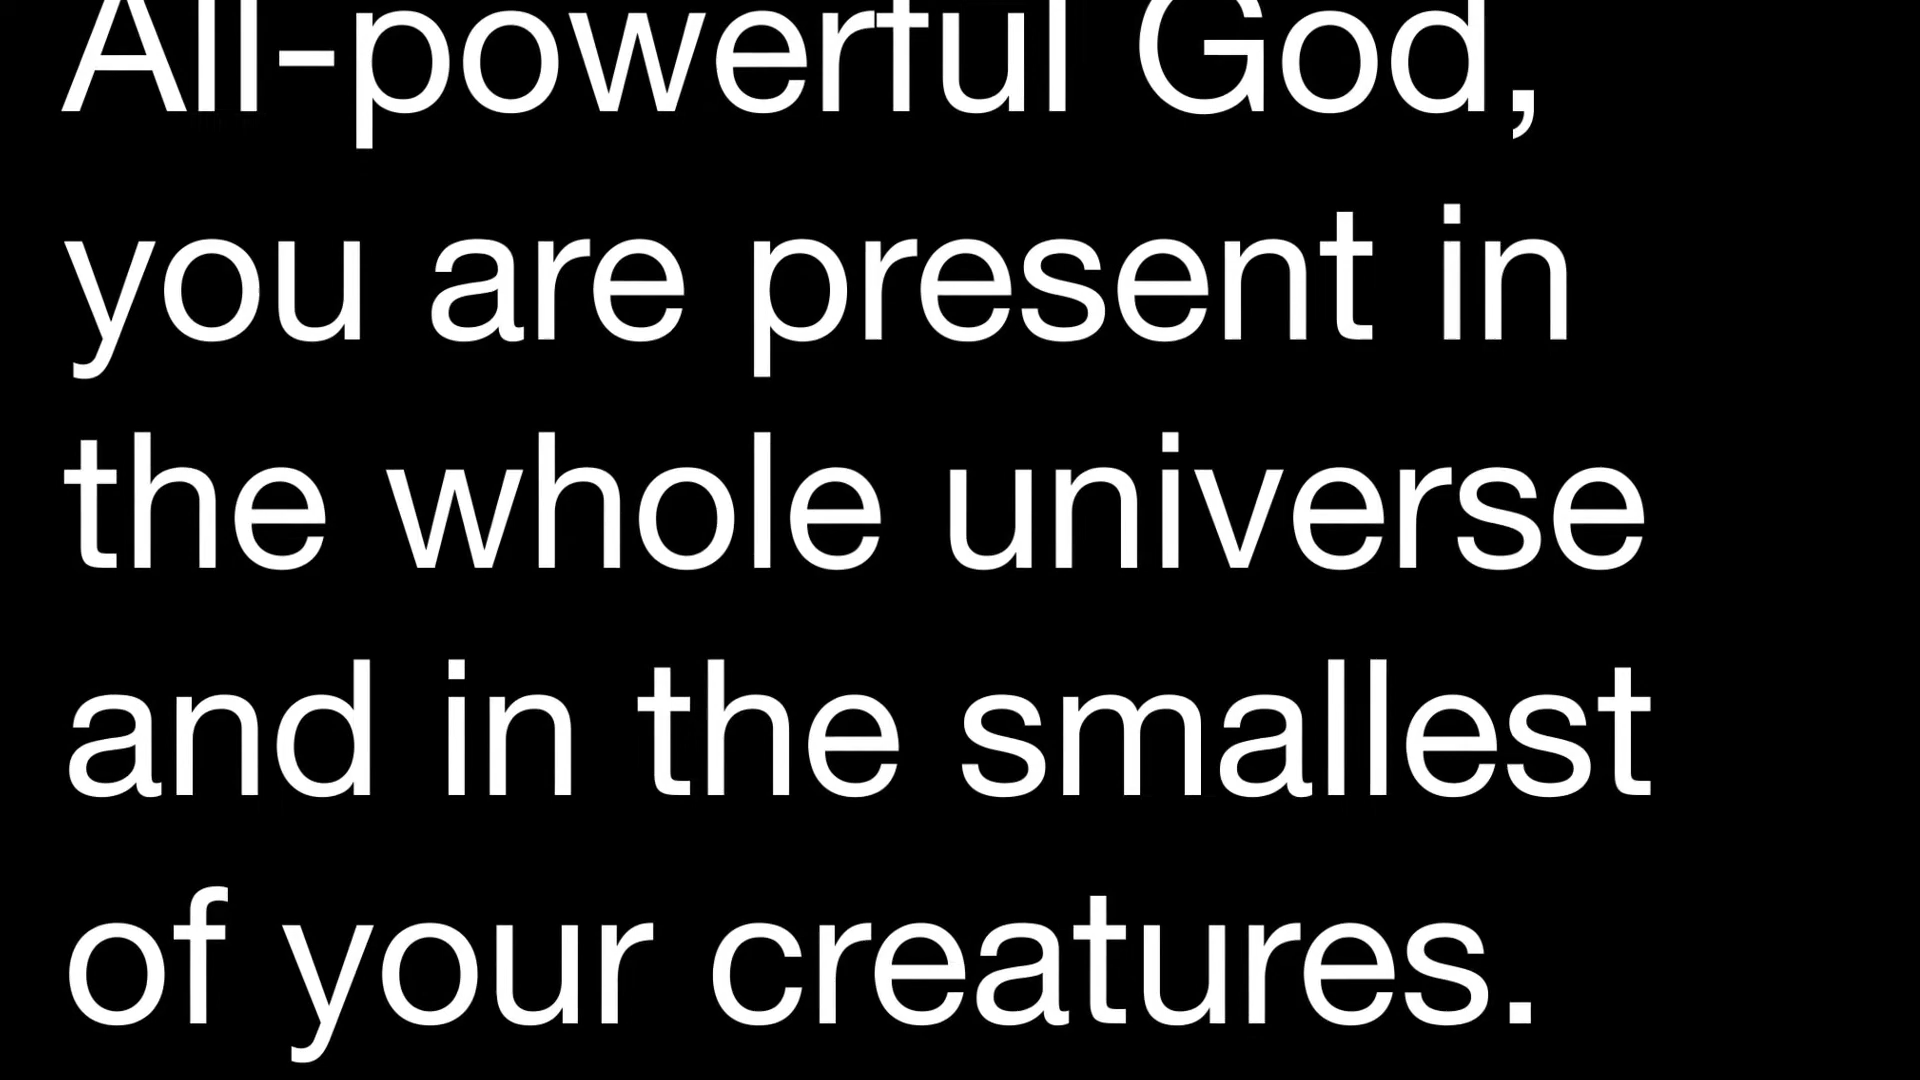 All-powerful God,
you are present in
the whole universe
and in the smallest
of your creatures.